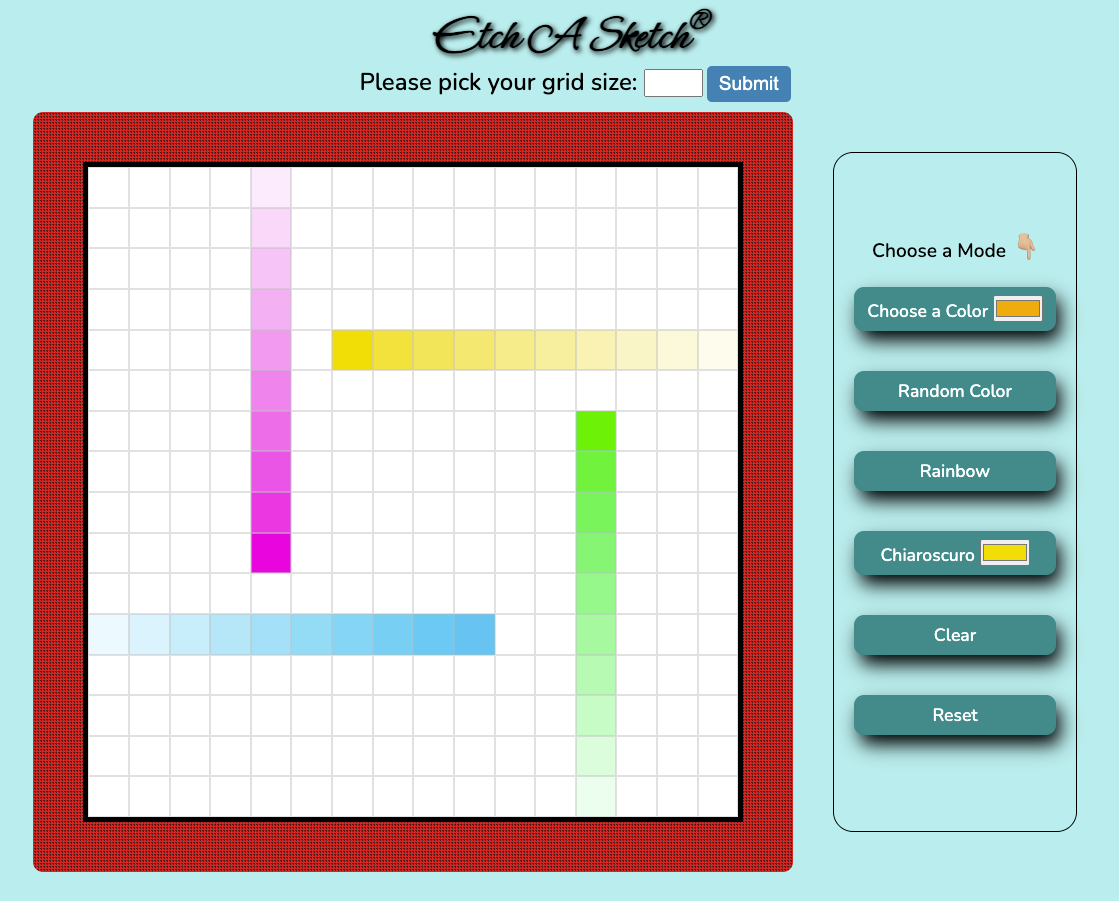 Etch A Sketch®
Please pick your grid size: Submit
Choose a Mode 👇🏼
Choose a Color
Random Color
Rainbow
Chiaroscuro
Clear
Reset